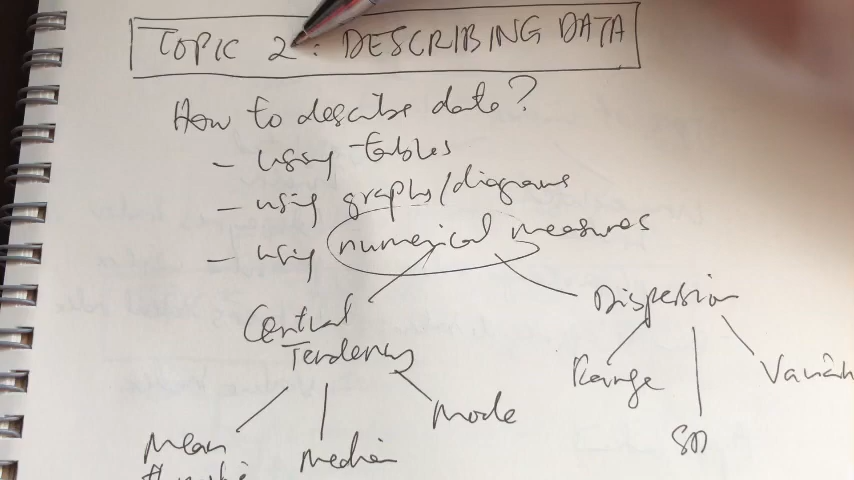 TOPIC 2 : DESCRIBING DATA
How to describe data?
- using tables
- using graphs/diagrams
- using numerical measures
Central Tendency
Dispersion
Mean
Median
Mode
Range
SD